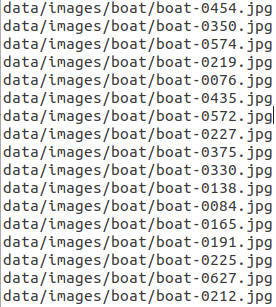 data/images/boat/boat-0454.jpg
data/images/boat/boat-0350.jpg
data/images/boat/boat-0574.jpg
data/images/boat/boat-0219.jpg
data/images/boat/boat-0076.jpg
data/images/boat/boat-0435.jpg
data/images/boat/boat-0572.jpg
data/images/boat/boat-0227.jpg
data/images/boat/boat-0375.jpg
data/images/boat/boat-0330.jpg
data/images/boat/boat-0138.jpg
data/images/boat/boat-0084.jpg
data/images/boat/boat-0165.jpg
data/images/boat/boat-0191.jpg
data/images/boat/boat-0225.jpg
data/images/boat/boat-0627.jpg
data/images/boat/boat-0212.jpg